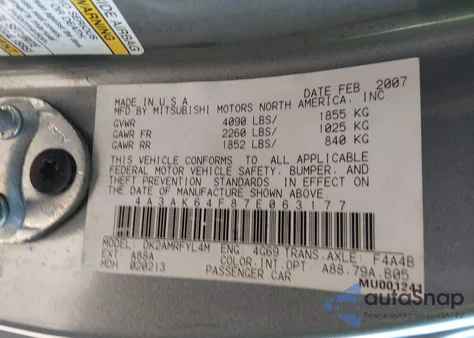 SIDE AIRBAG
WARNING
DATE FEB 2007
MADE IN U.S.A
MFD BY MITSUBISHI MOTORS NORTH AMERICA, INC
GVWR 4090 LBS/ 1855 KG
GAWR FR 2260 LBS/ 1025 KG
GAWR RR 1852 LBS/ 840 KG
THIS VEHICLE CONFORMS TO ALL APPLICABLE
FEDERAL MOTOR VEHICLE SAFETY, BUMPER, AND
THEFT PREVENTION STANDARDS IN EFFECT ON
THE DATE OF MANUFACTURE SHOWN ABOVE
4A3AK64F87E063177
MODEL DK2AMRFYL4M ENG 4G69 TRANS.AXLE: F4A4B
EXT A88A COLOR.INT.OPT: A88.79A.B05
MDH 020213 PASSENGER CAR
MU001241
autoSnap